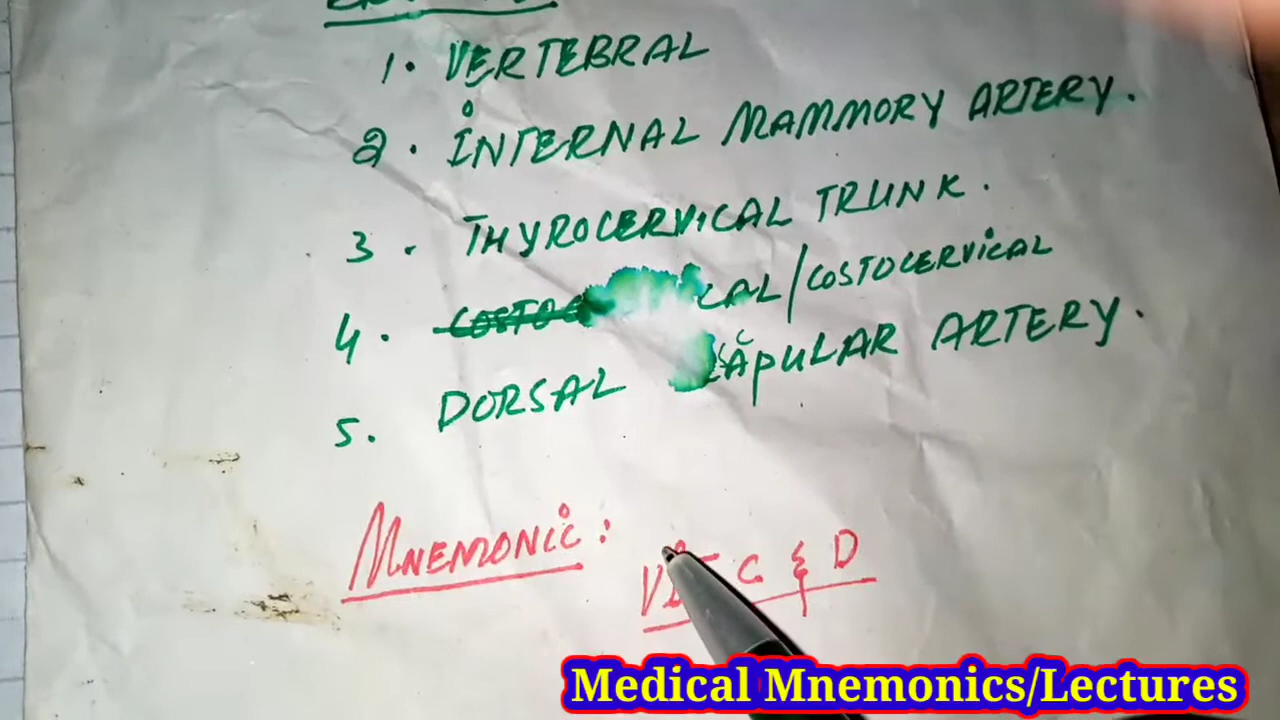 1. VERTEBRAL
2. INTERNAL MAMMORY ARTERY.
3. THYROCERVICAL TRUNK.
4. CAL/COSTOCERVICAL
5. DORSAL SCAPULAR ARTERY.
MNEMONIC:
C & D
Medical Mnemonics/Lectures